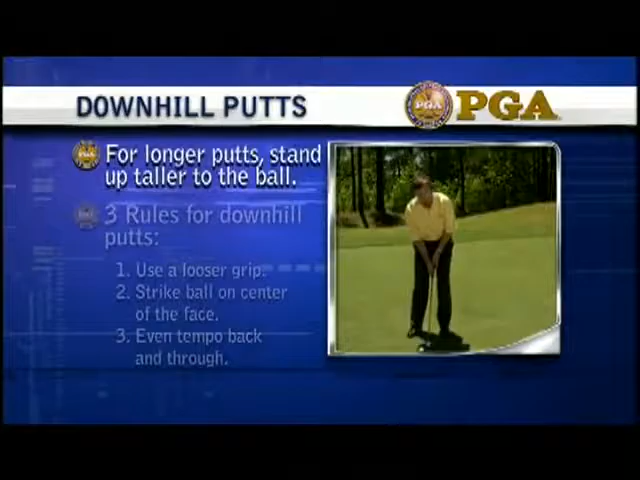 DOWNHILL PUTTS
PGA
PGA
For longer putts, stand
up taller to the ball.
3 Rules for downhill
putts:
1. Use a looser grip.
2. Strike ball on center
of the face.
3. Even tempo back
and through.